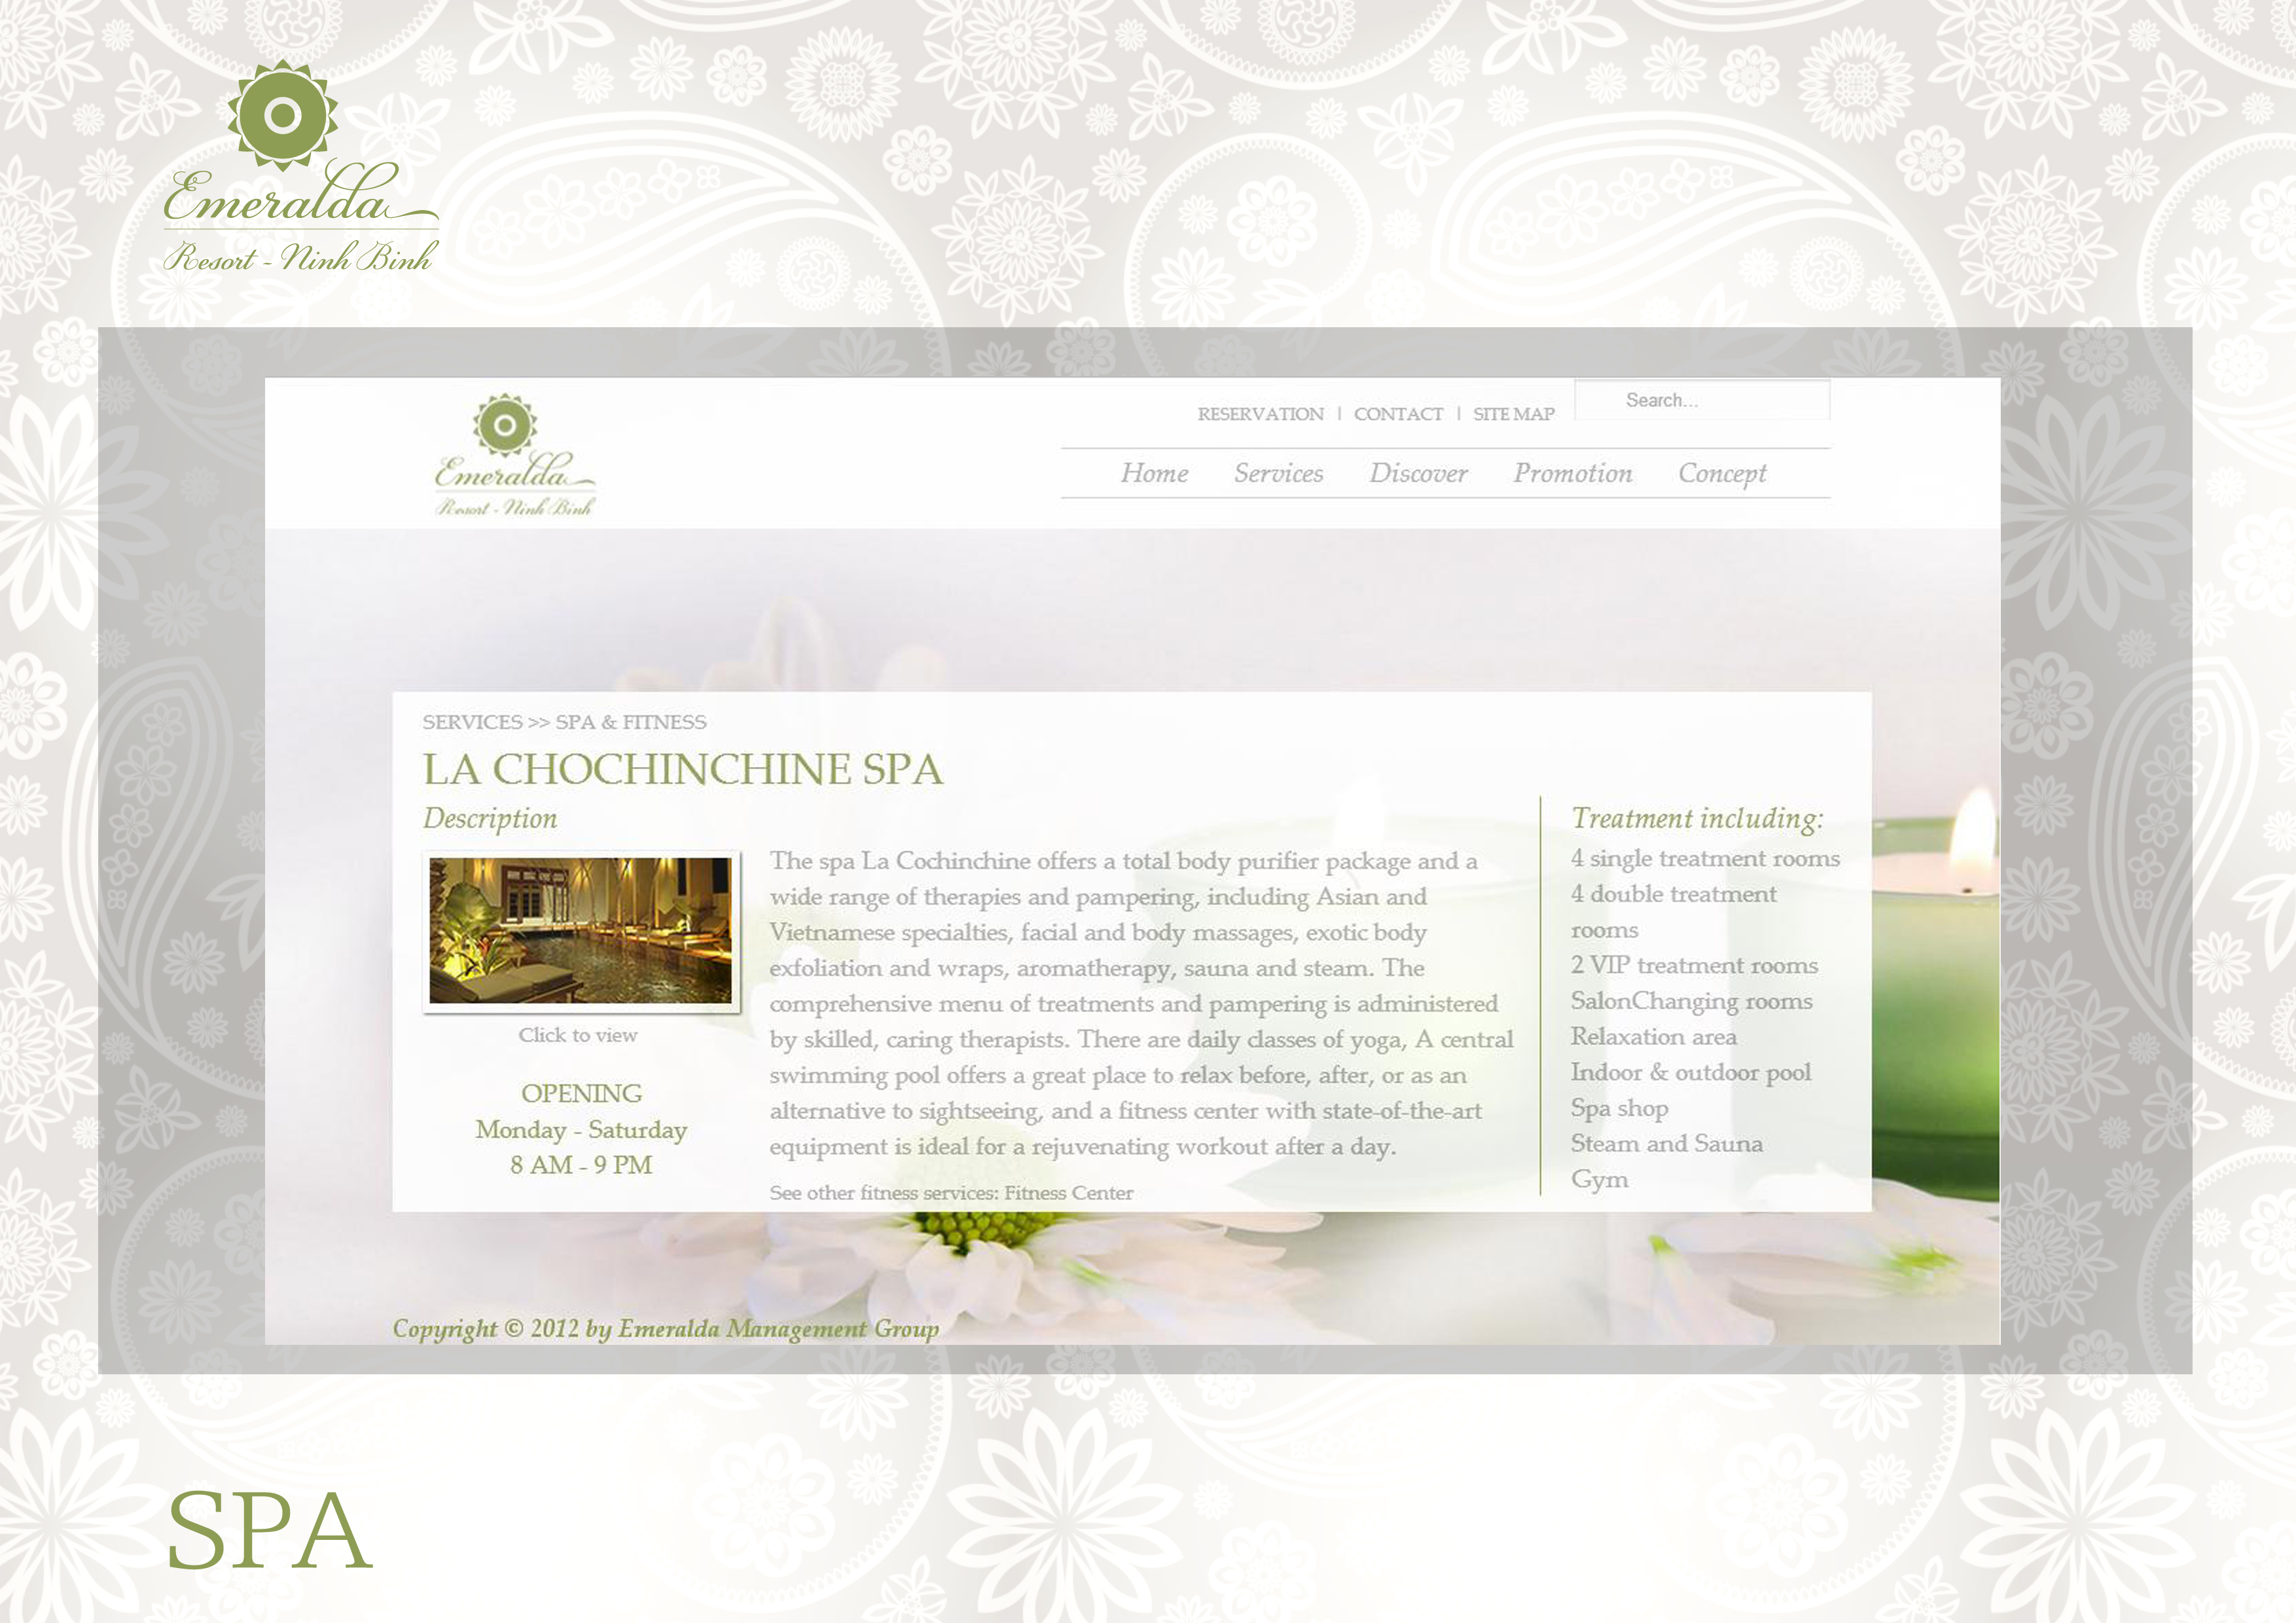 Emeralda
Resort - Ninh Binh
Emeralda
Resort - Ninh Binh
RESERVATION | CONTACT | SITE MAP
Search...
Home Services Discover Promotion Concept
SERVICES >> SPA & FITNESS
LA CHOCHINCHINE SPA
Description
Click to view
OPENING
Monday - Saturday
8 AM - 9 PM
The spa La Cochinchine offers a total body purifier package and a
wide range of therapies and pampering, including Asian and
Vietnamese specialties, facial and body massages, exotic body
exfoliation and wraps, aromatherapy, sauna and steam. The
comprehensive menu of treatments and pampering is administered
by skilled, caring therapists. There are daily classes of yoga, A central
swimming pool offers a great place to relax before, after, or as an
alternative to sightseeing, and a fitness center with state-of-the-art
equipment is ideal for a rejuvenating workout after a day.
See other fitness services: Fitness Center
Treatment including:
4 single treatment rooms
4 double treatment
rooms
2 VIP treatment rooms
SalonChanging rooms
Relaxation area
Indoor & outdoor pool
Spa shop
Steam and Sauna
Gym
Copyright © 2012 by Emeralda Management Group
SPA